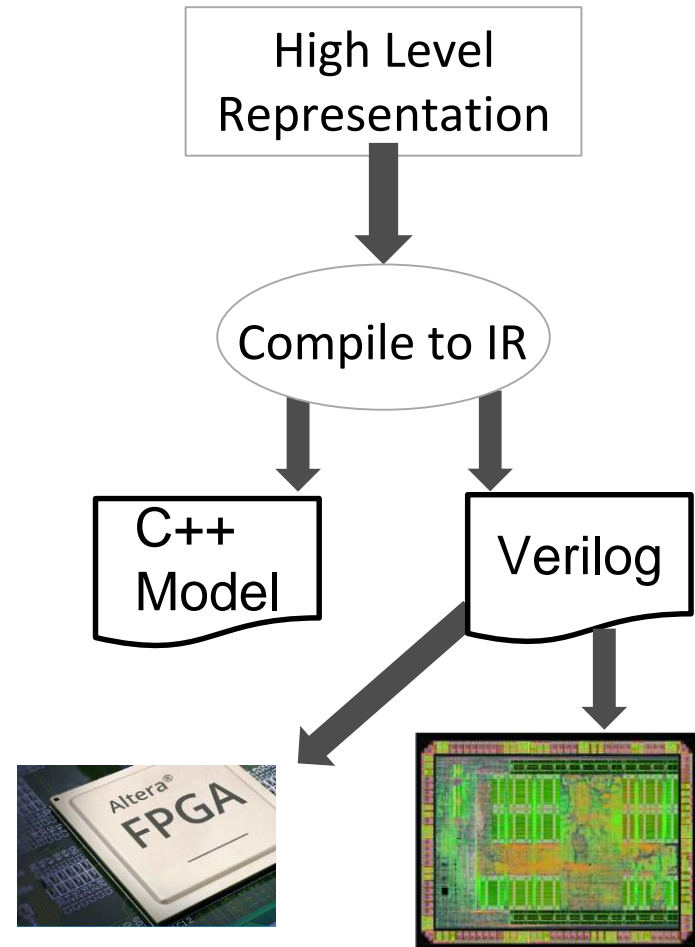 High Level
Representation
Compile to IR
C++
Model
Verilog
Altera®
FPGA